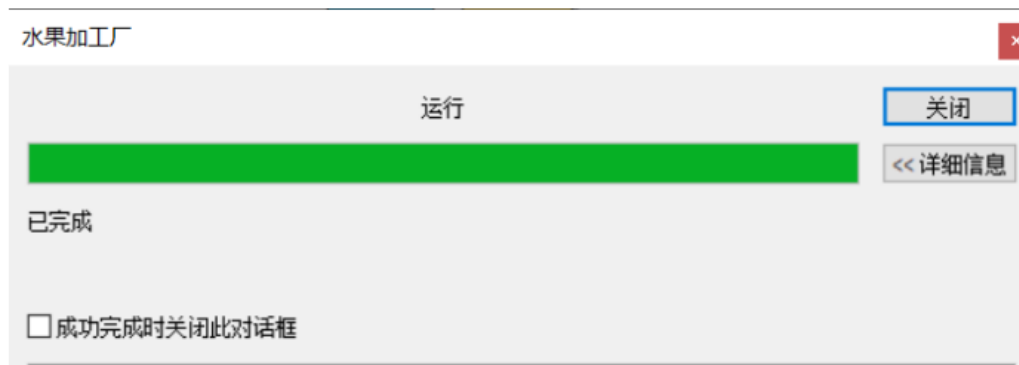 水果加工厂
运行
关闭
<< 详细信息
已完成
成功完成时关闭此对话框